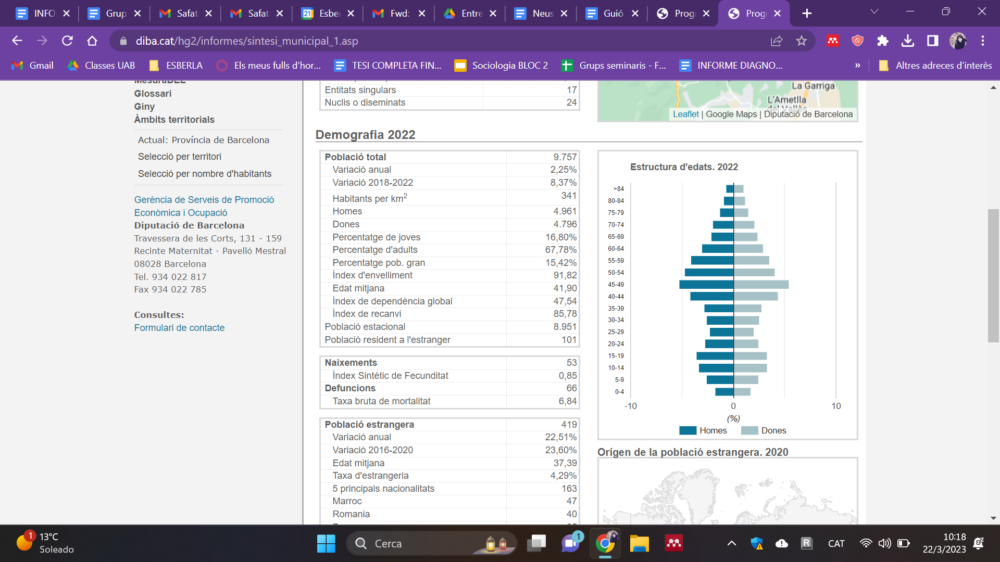 INFO
Grup
Safat
Safat
21
Esber
Fwd:
Entre
Neus
Guió
Prog
Prog
diba.cat/hg2/informes/sintesi_municipal_1.asp
Gmail
Classes UAB
ESBERLA
Els meus fulls d'hor...
TESI COMPLETA FIN...
Sociologia BLOC 2
Grups seminaris - F...
INFORME DIAGNO...
»
Altres adreces d'interès
MesuraDEE
Glossari
Giny
Àmbits territorials
Actual: Província de Barcelona
Selecció per territori
Selecció per nombre d'habitants
Gerència de Serveis de Promoció
Econòmica i Ocupació
Diputació de Barcelona
Travessera de les Corts, 131 - 159
Recinte Maternitat - Pavelló Mestral
08028 Barcelona
Tel. 934 022 817
Fax 934 022 785
Consultes:
Formulari de contacte
Entitats singulars 17
Nuclis o diseminats 24
La Garriga
L'Ametlla
del Vallès
Leaflet | Google Maps | Diputació de Barcelona
Demografia 2022
Població total 9.757
Variació anual 2,25%
Variació 2018-2022 8,37%
Habitants per km2 341
Homes 4.961
Dones 4.796
Percentatge de joves 16,80%
Percentatge d'adults 67,78%
Percentatge pob. gran 15,42%
Índex d'envelliment 91,82
Edat mitjana 41,90
Índex de dependència global 47,54
Índex de recanvi 85,78
Població estacional 8.951
Població resident a l'estranger 101
Naixements 53
Índex Sintètic de Fecunditat 0,85
Defuncions 66
Taxa bruta de mortalitat 6,84
Població estrangera 419
Variació anual 22,51%
Variació 2016-2020 23,60%
Edat mitjana 37,39
Taxa d'estrangeria 4,29%
5 principals nacionalitats 163
Marroc 47
Romania 40
Estructura d'edats. 2022
>84
80-84
75-79
70-74
65-69
60-64
55-59
50-54
45-49
40-44
35-39
30-34
25-29
20-24
15-19
10-14
5-9
0-4
-10 0 10
(%)
Homes Dones
Orígen de la població estrangera. 2020
1
13°C
Soleado
Cerca
1
R
CAT
10:18
22/3/2023